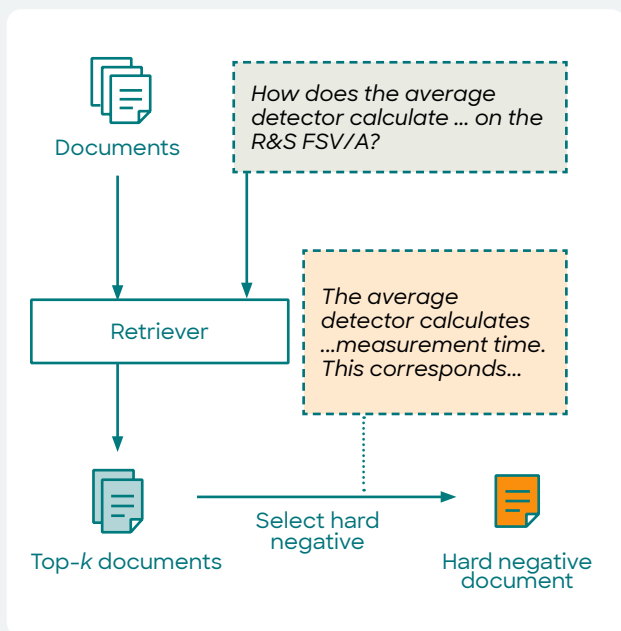 Documents
How does the average
detector calculate ... on the
R&S FSV/A?
Retriever
The average
detector calculates
...measurement time.
This corresponds...
Top-k documents
Select hard
negative
Hard negative
document